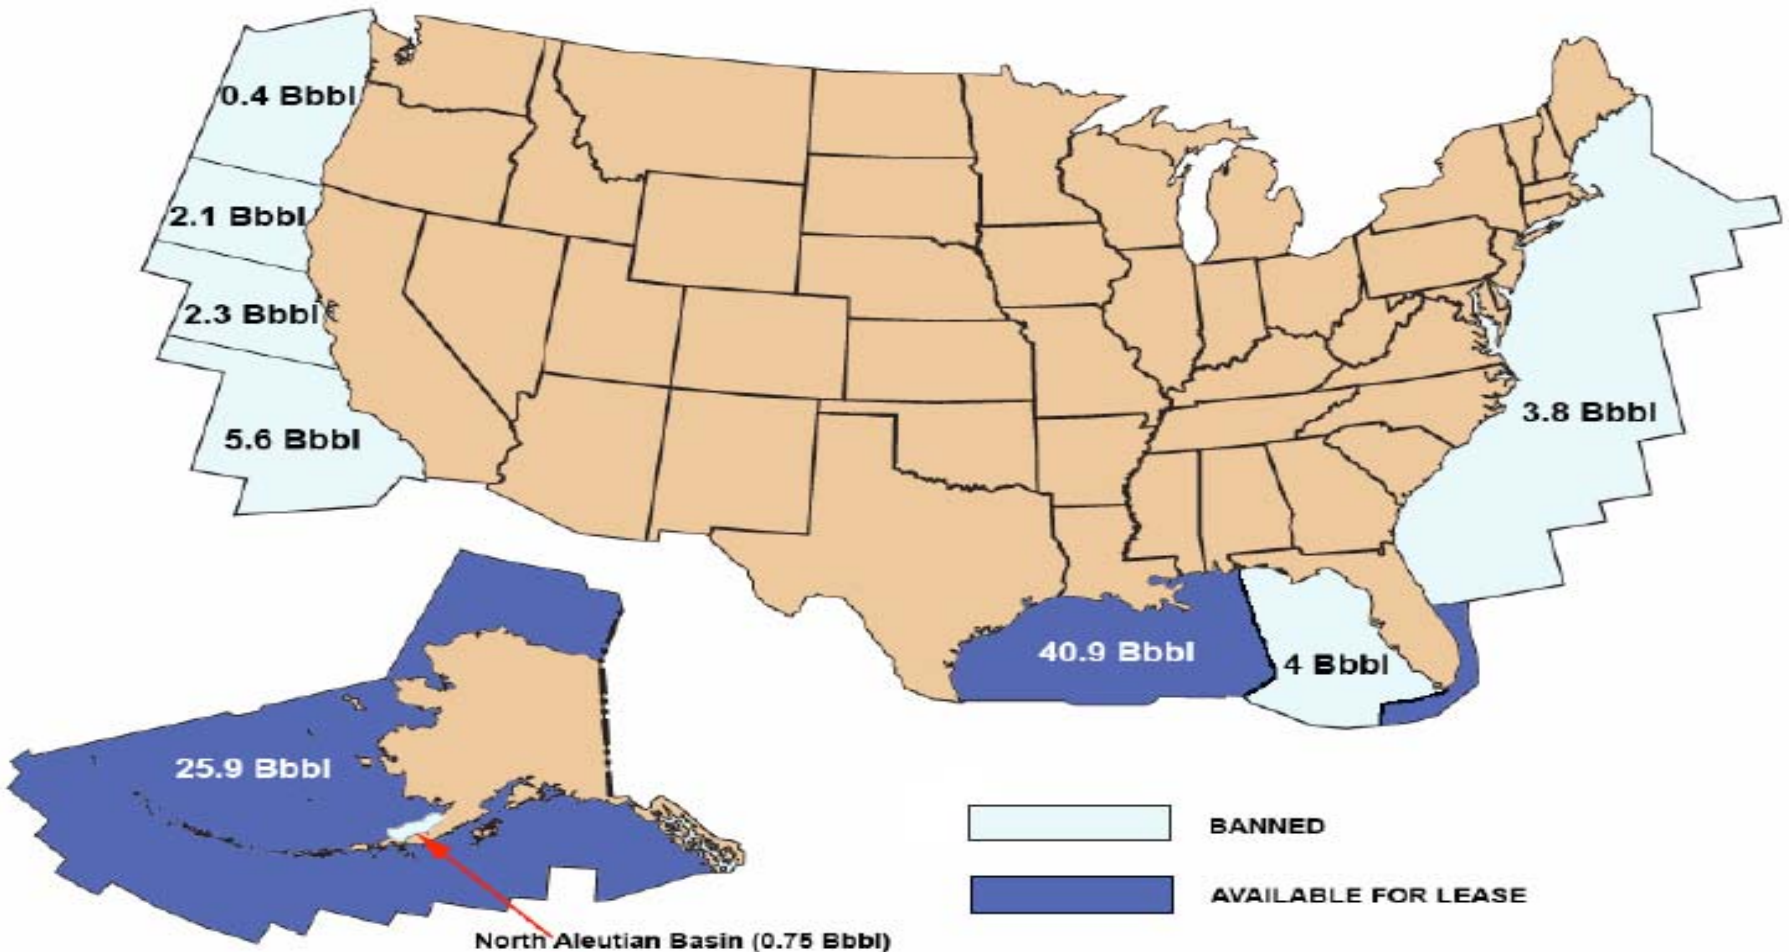 0.4 Bbbl
2.1 Bbbl
2.3 Bbbl
5.6 Bbbl
3.8 Bbbl
40.9 Bbbl
4 Bbbl
25.9 Bbbl
BANNED
AVAILABLE FOR LEASE
North Aleutian Basin (0.75 Bbbl)